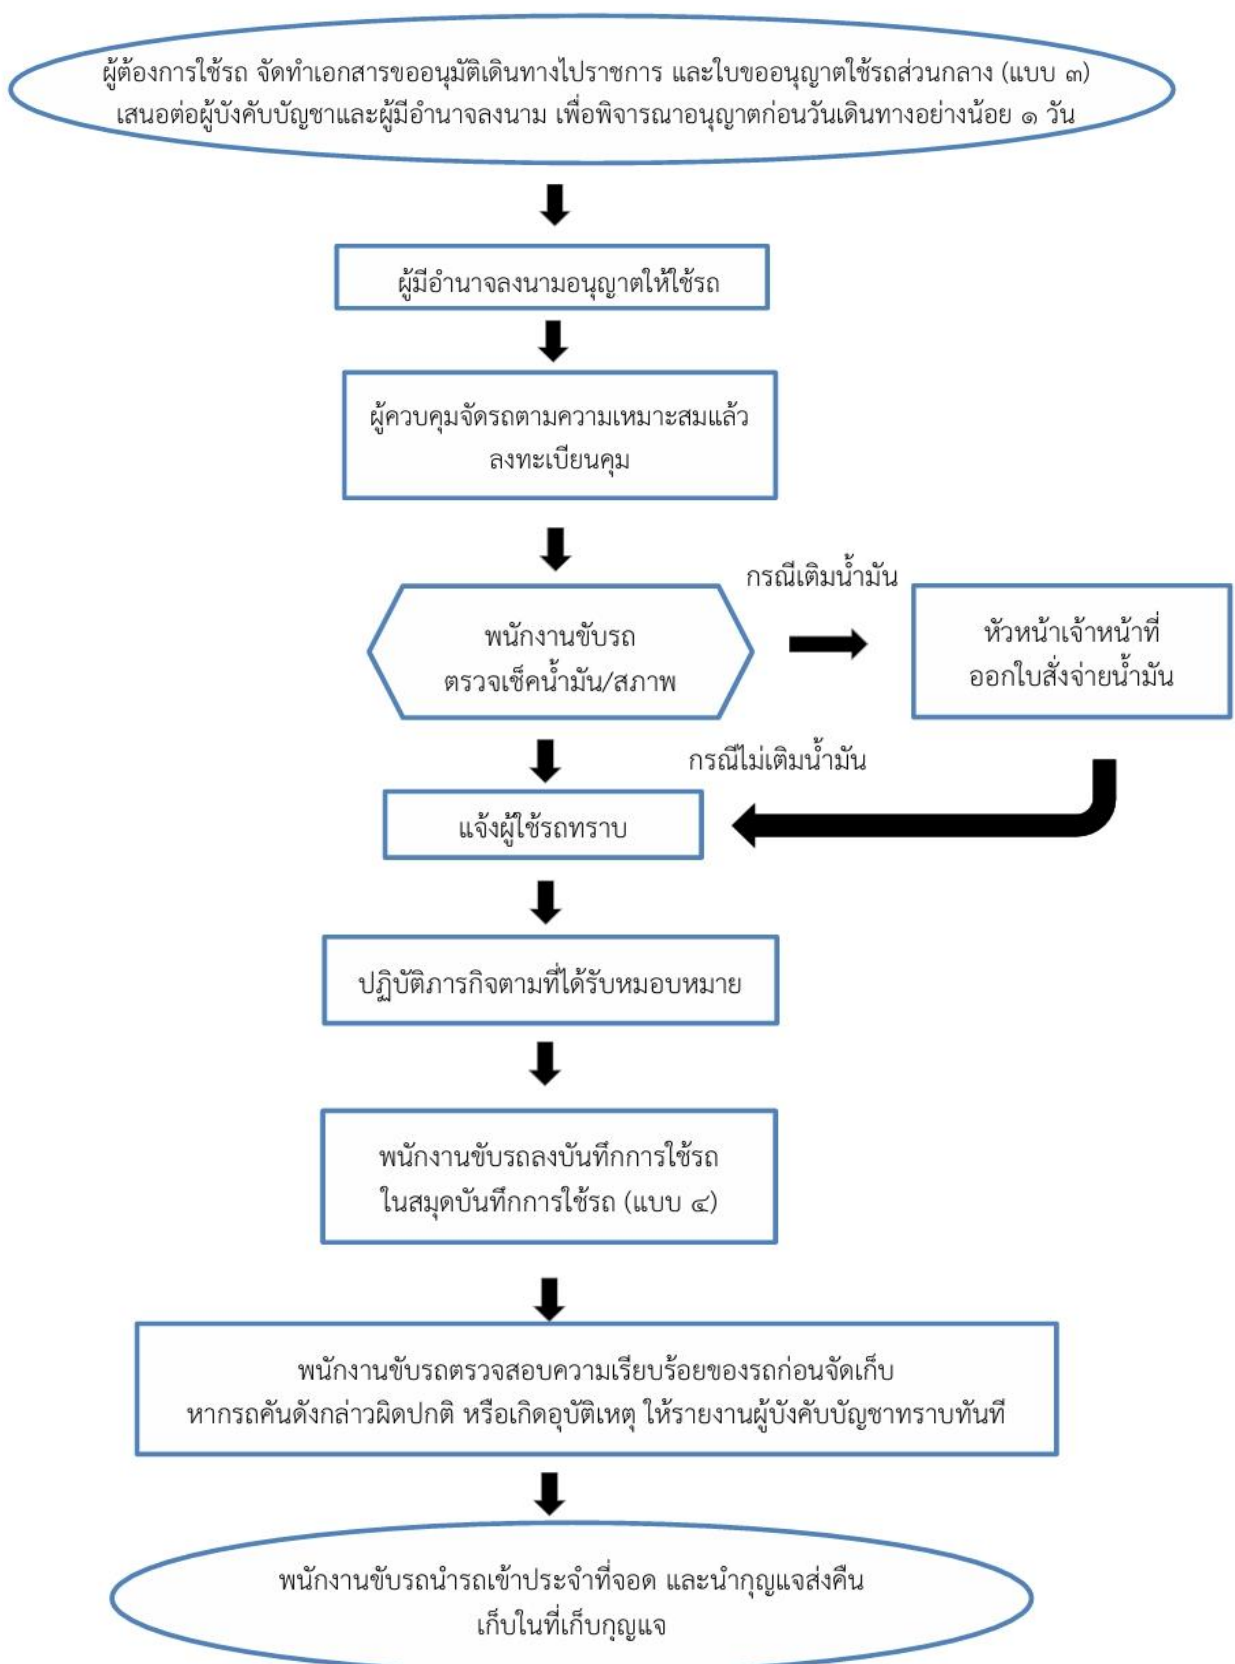 ผู้ต้องการใช้รถ จัดทำเอกสารขออนุมัติเดินทางไปราชการ และใบขออนุญาตใช้รถส่วนกลาง (แบบ ๓)
เสนอต่อผู้บังคับบัญชาและผู้มีอำนาจลงนาม เพื่อพิจารณาอนุญาตก่อนวันเดินทางอย่างน้อย ๑ วัน
ผู้มีอำนาจลงนามอนุญาตให้ใช้รถ
ผู้ควบคุมจัดรถตามความเหมาะสมแล้ว
ลงทะเบียนคุม
กรณีเติมน้ำมัน
พนักงานขับรถ
ตรวจเช็คน้ำมัน/สภาพ
หัวหน้าเจ้าหน้าที่
ออกใบสั่งจ่ายน้ำมัน
กรณีไม่เติมน้ำมัน
แจ้งผู้ใช้รถทราบ
ปฏิบัติภารกิจตามที่ได้รับหมอบหมาย
พนักงานขับรถลงบันทึกการใช้รถ
ในสมุดบันทึกการใช้รถ (แบบ ๔)
พนักงานขับรถตรวจสอบความเรียบร้อยของรถก่อนจัดเก็บ
หากรถคันดังกล่าวผิดปกติ หรือเกิดอุบัติเหตุ ให้รายงานผู้บังคับบัญชาทราบทันที
พนักงานขับรถนำรถเข้าประจำที่จอด และนำกุญแจส่งคืน
เก็บในที่เก็บกุญแจ